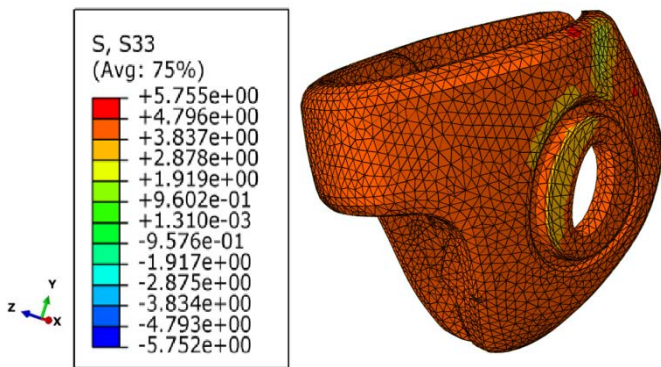 S, S33
(Avg: 75%)
+5.755e+00
+4.796e+00
+3.837e+00
+2.878e+00
+1.919e+00
+9.602e-01
+1.310e-03
-9.576e-01
-1.917e+00
-2.875e+00
-3.834e+00
-4.793e+00
-5.752e+00
Y
Z
X